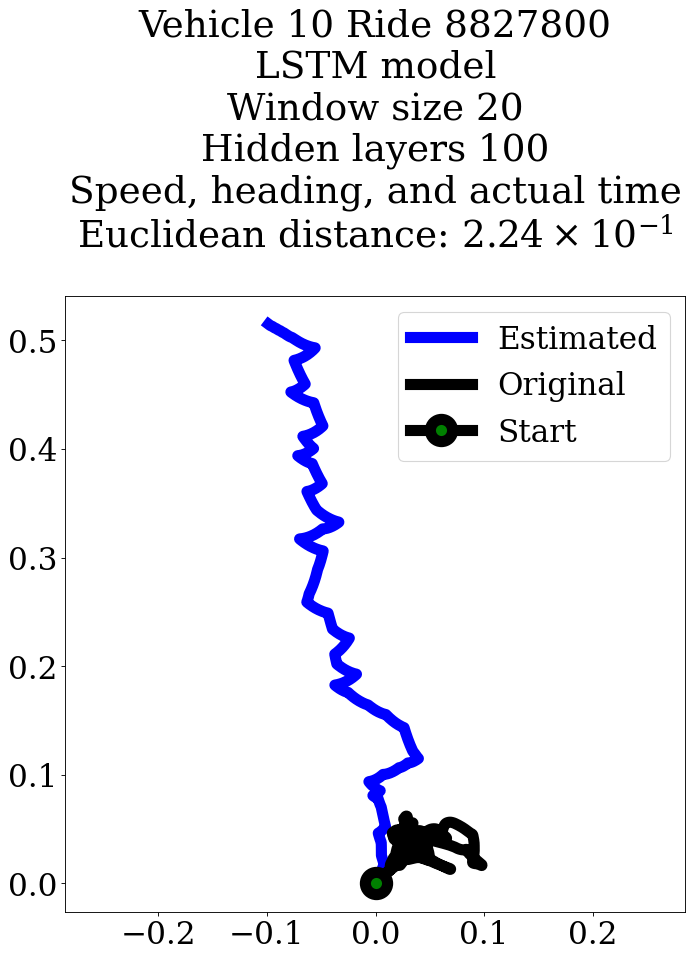 Vehicle 10 Ride 8827800
LSTM model
Window size 20
Hidden layers 100
Speed, heading, and actual time
Euclidean distance: 2.24 × 10⁻¹
Estimated
Original
Start
0.5
0.4
0.3
0.2
0.1
0.0
−0.2 −0.1 0.0 0.1 0.2